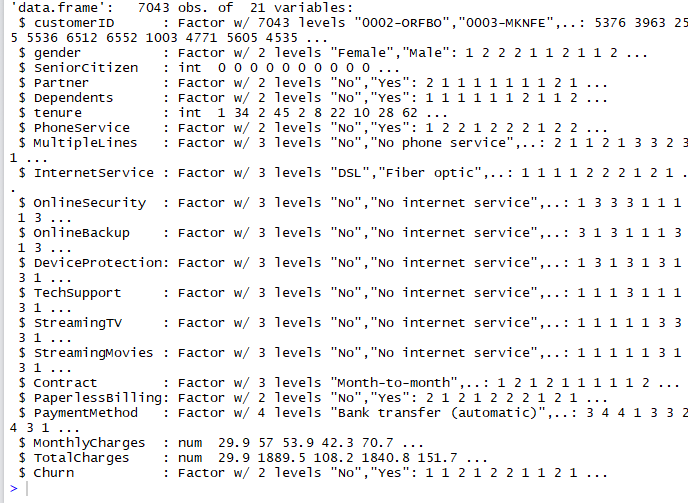 'data.frame':   7043 obs. of  21 variables:
 $ customerID      : Factor w/ 7043 levels "0002-ORFBO","0003-MKNFE",..: 5376 3963 25
5 5536 6512 6552 1003 4771 5605 4535 ...
 $ gender          : Factor w/ 2 levels "Female","Male": 1 2 2 2 1 1 2 1 1 2 ...
 $ SeniorCitizen   : int  0 0 0 0 0 0 0 0 0 0 ...
 $ Partner         : Factor w/ 2 levels "No","Yes": 2 1 1 1 1 1 1 1 2 1 ...
 $ Dependents      : Factor w/ 2 levels "No","Yes": 1 1 1 1 1 1 2 1 1 2 ...
 $ tenure          : int  1 34 2 45 2 8 22 10 28 62 ...
 $ PhoneService    : Factor w/ 2 levels "No","Yes": 1 2 2 1 2 2 2 1 2 2 ...
 $ MultipleLines   : Factor w/ 3 levels "No","No phone service",..: 2 1 1 2 1 3 3 2 3
1 ...
 $ InternetService : Factor w/ 3 levels "DSL","Fiber optic",..: 1 1 1 1 2 2 2 1 2 1 .
.
 $ OnlineSecurity  : Factor w/ 3 levels "No","No internet service",..: 1 3 3 3 1 1 1
1 3 ...
 $ OnlineBackup    : Factor w/ 3 levels "No","No internet service",..: 3 1 3 1 1 1 3
1 3 ...
 $ DeviceProtection: Factor w/ 3 levels "No","No internet service",..: 1 3 1 3 1 3 1
3 1 ...
 $ TechSupport     : Factor w/ 3 levels "No","No internet service",..: 1 1 1 3 1 1 1
3 1 ...
 $ StreamingTV     : Factor w/ 3 levels "No","No internet service",..: 1 1 1 1 1 3 3
3 1 ...
 $ StreamingMovies : Factor w/ 3 levels "No","No internet service",..: 1 1 1 1 1 3 1
3 1 ...
 $ Contract        : Factor w/ 3 levels "Month-to-month",..: 1 2 1 2 1 1 1 1 1 2 ...
 $ PaperlessBilling: Factor w/ 2 levels "No","Yes": 2 1 2 1 2 2 2 1 2 1 ...
 $ PaymentMethod   : Factor w/ 4 levels "Bank transfer (automatic)",..: 3 4 4 1 3 3 2
4 3 1 ...
 $ MonthlyCharges  : num  29.9 57 53.9 42.3 70.7 ...
 $ TotalCharges    : num  29.9 1889.5 108.2 1840.8 151.7 ...
 $ Churn           : Factor w/ 2 levels "No","Yes": 1 1 2 1 2 2 1 1 2 1 ...
>